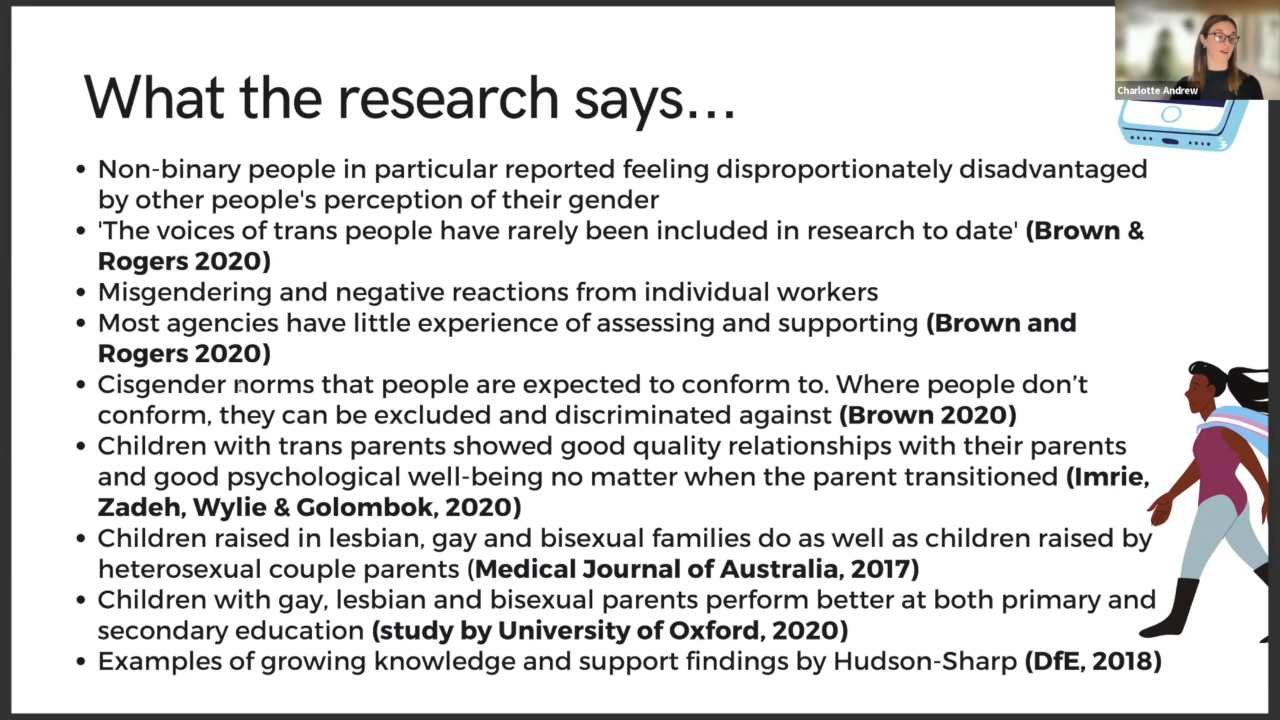 Charlotte Andrew
What the research says...
• Non-binary people in particular reported feeling disproportionately disadvantaged
by other people's perception of their gender
• 'The voices of trans people have rarely been included in research to date' (Brown &
Rogers 2020)
• Misgendering and negative reactions from individual workers
• Most agencies have little experience of assessing and supporting (Brown and
Rogers 2020)
• Cisgender norms that people are expected to conform to. Where people don’t
conform, they can be excluded and discriminated against (Brown 2020)
• Children with trans parents showed good quality relationships with their parents
and good psychological well-being no matter when the parent transitioned (Imrie,
Zadeh, Wylie & Golombok, 2020)
• Children raised in lesbian, gay and bisexual families do as well as children raised by
heterosexual couple parents (Medical Journal of Australia, 2017)
• Children with gay, lesbian and bisexual parents perform better at both primary and
secondary education (study by University of Oxford, 2020)
• Examples of growing knowledge and support findings by Hudson-Sharp (DfE, 2018)